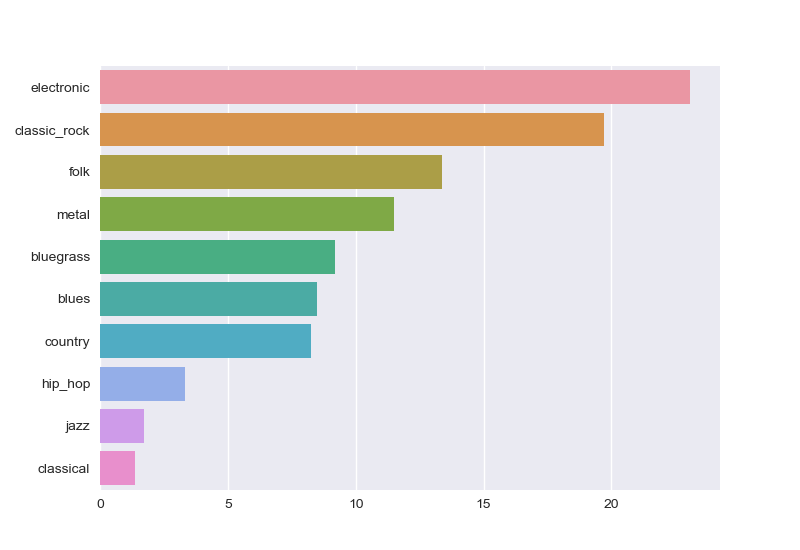 electronic
classic_rock
folk
metal
bluegrass
blues
country
hip_hop
jazz
classical
0 5 10 15 20